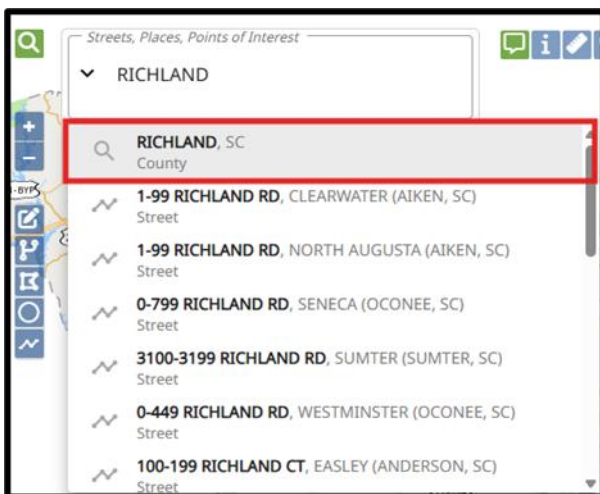 Streets, Places, Points of Interest
RICHLAND
RICHLAND, SC
County
1-99 RICHLAND RD, CLEARWATER (AIKEN, SC)
Street
1-99 RICHLAND RD, NORTH AUGUSTA (AIKEN, SC)
Street
0-799 RICHLAND RD, SENECA (OCONEE, SC)
Street
3100-3199 RICHLAND RD, SUMTER (SUMTER, SC)
Street
0-449 RICHLAND RD, WESTMINSTER (OCONEE, SC)
Street
100-199 RICHLAND CT, EASLEY (ANDERSON, SC)
Street